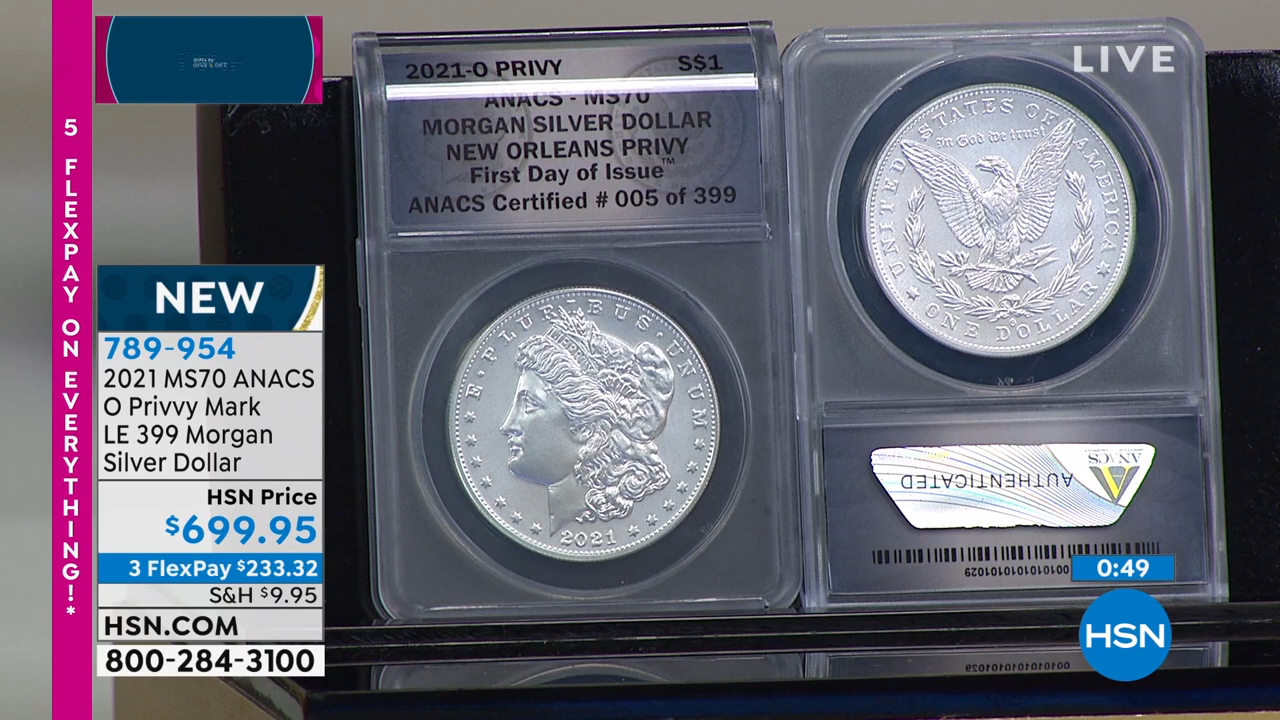 5 FLEXPAY ON EVERYTHING!*
GIVE & GET
NEW
789-954
2021 MS70 ANACS
O Privvy Mark
LE 399 Morgan
Silver Dollar
HSN Price
$699.95
3 FlexPay $233.32
S&H $9.95
HSN.COM
800-284-3100
2021-O PRIVY S$1
ANACS - MS70
MORGAN SILVER DOLLAR
NEW ORLEANS PRIVY
First Day of Issue™
ANACS Certified # 005 of 399
E·PLURIBUS·UNUM
2021
LIVE
UNITED STATES OF AMERICA
In God we trust
ONE DOLLAR
O
ANACS
AUTHENTICATED
0:49
HSN